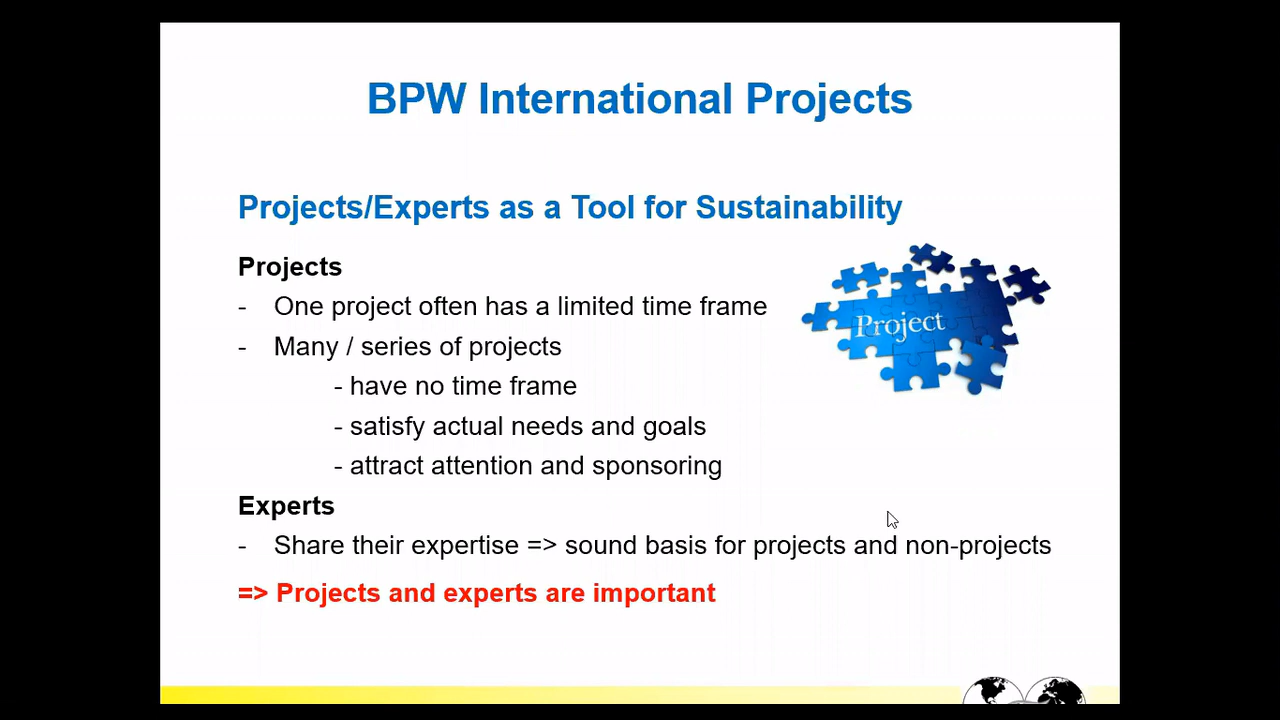 BPW International Projects
Projects/Experts as a Tool for Sustainability
Projects
- One project often has a limited time frame
- Many / series of projects
- have no time frame
- satisfy actual needs and goals
- attract attention and sponsoring
Project
Experts
- Share their expertise => sound basis for projects and non-projects
=> Projects and experts are important